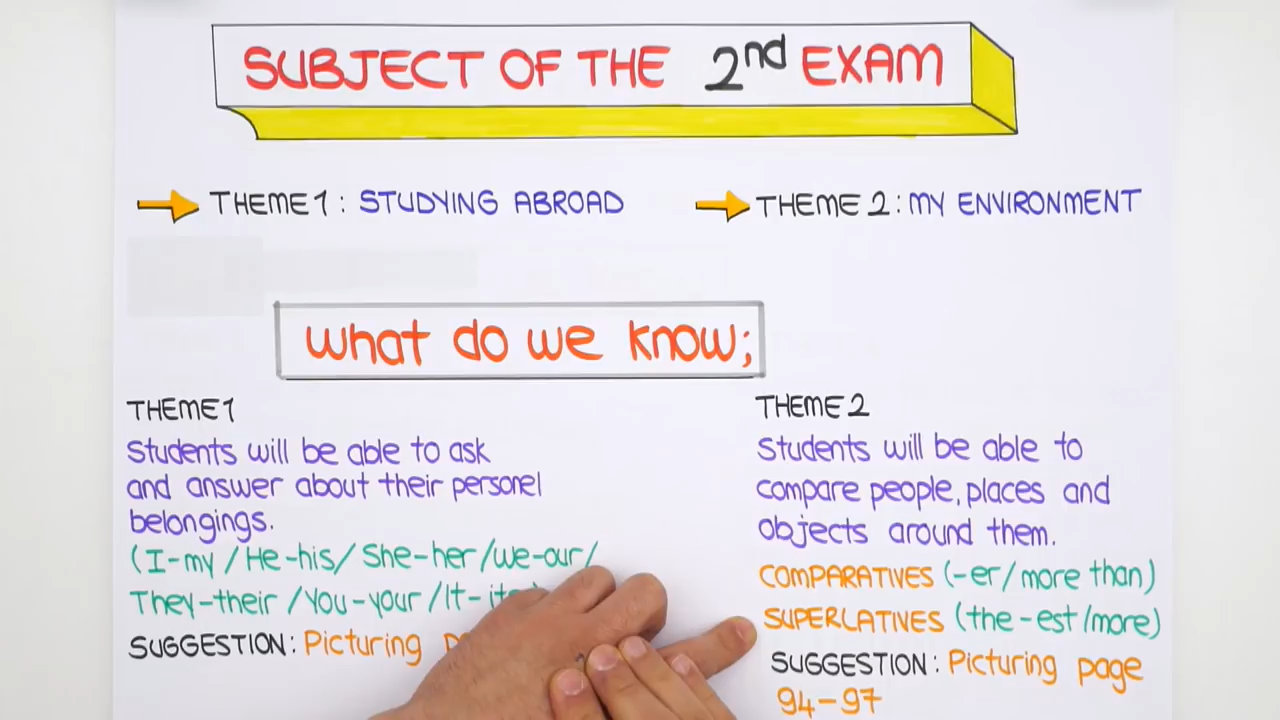 SUBJECT OF THE 2nd EXAM
THEME 1 : STUDYING ABROAD
THEME 2 : MY ENVIRONMENT
what do we know;
THEME 1
Students will be able to ask
and answer about their personel
belongings.
(I-my / He-his / She-her / we-our /
They-their / You-your / It-its
SUGGESTION: Picturing
THEME 2
Students will be able to
compare people, places and
objects around them.
COMPARATIVES (-er / more than)
SUPERLATIVES (the -est / more)
SUGGESTION : Picturing page
94-97